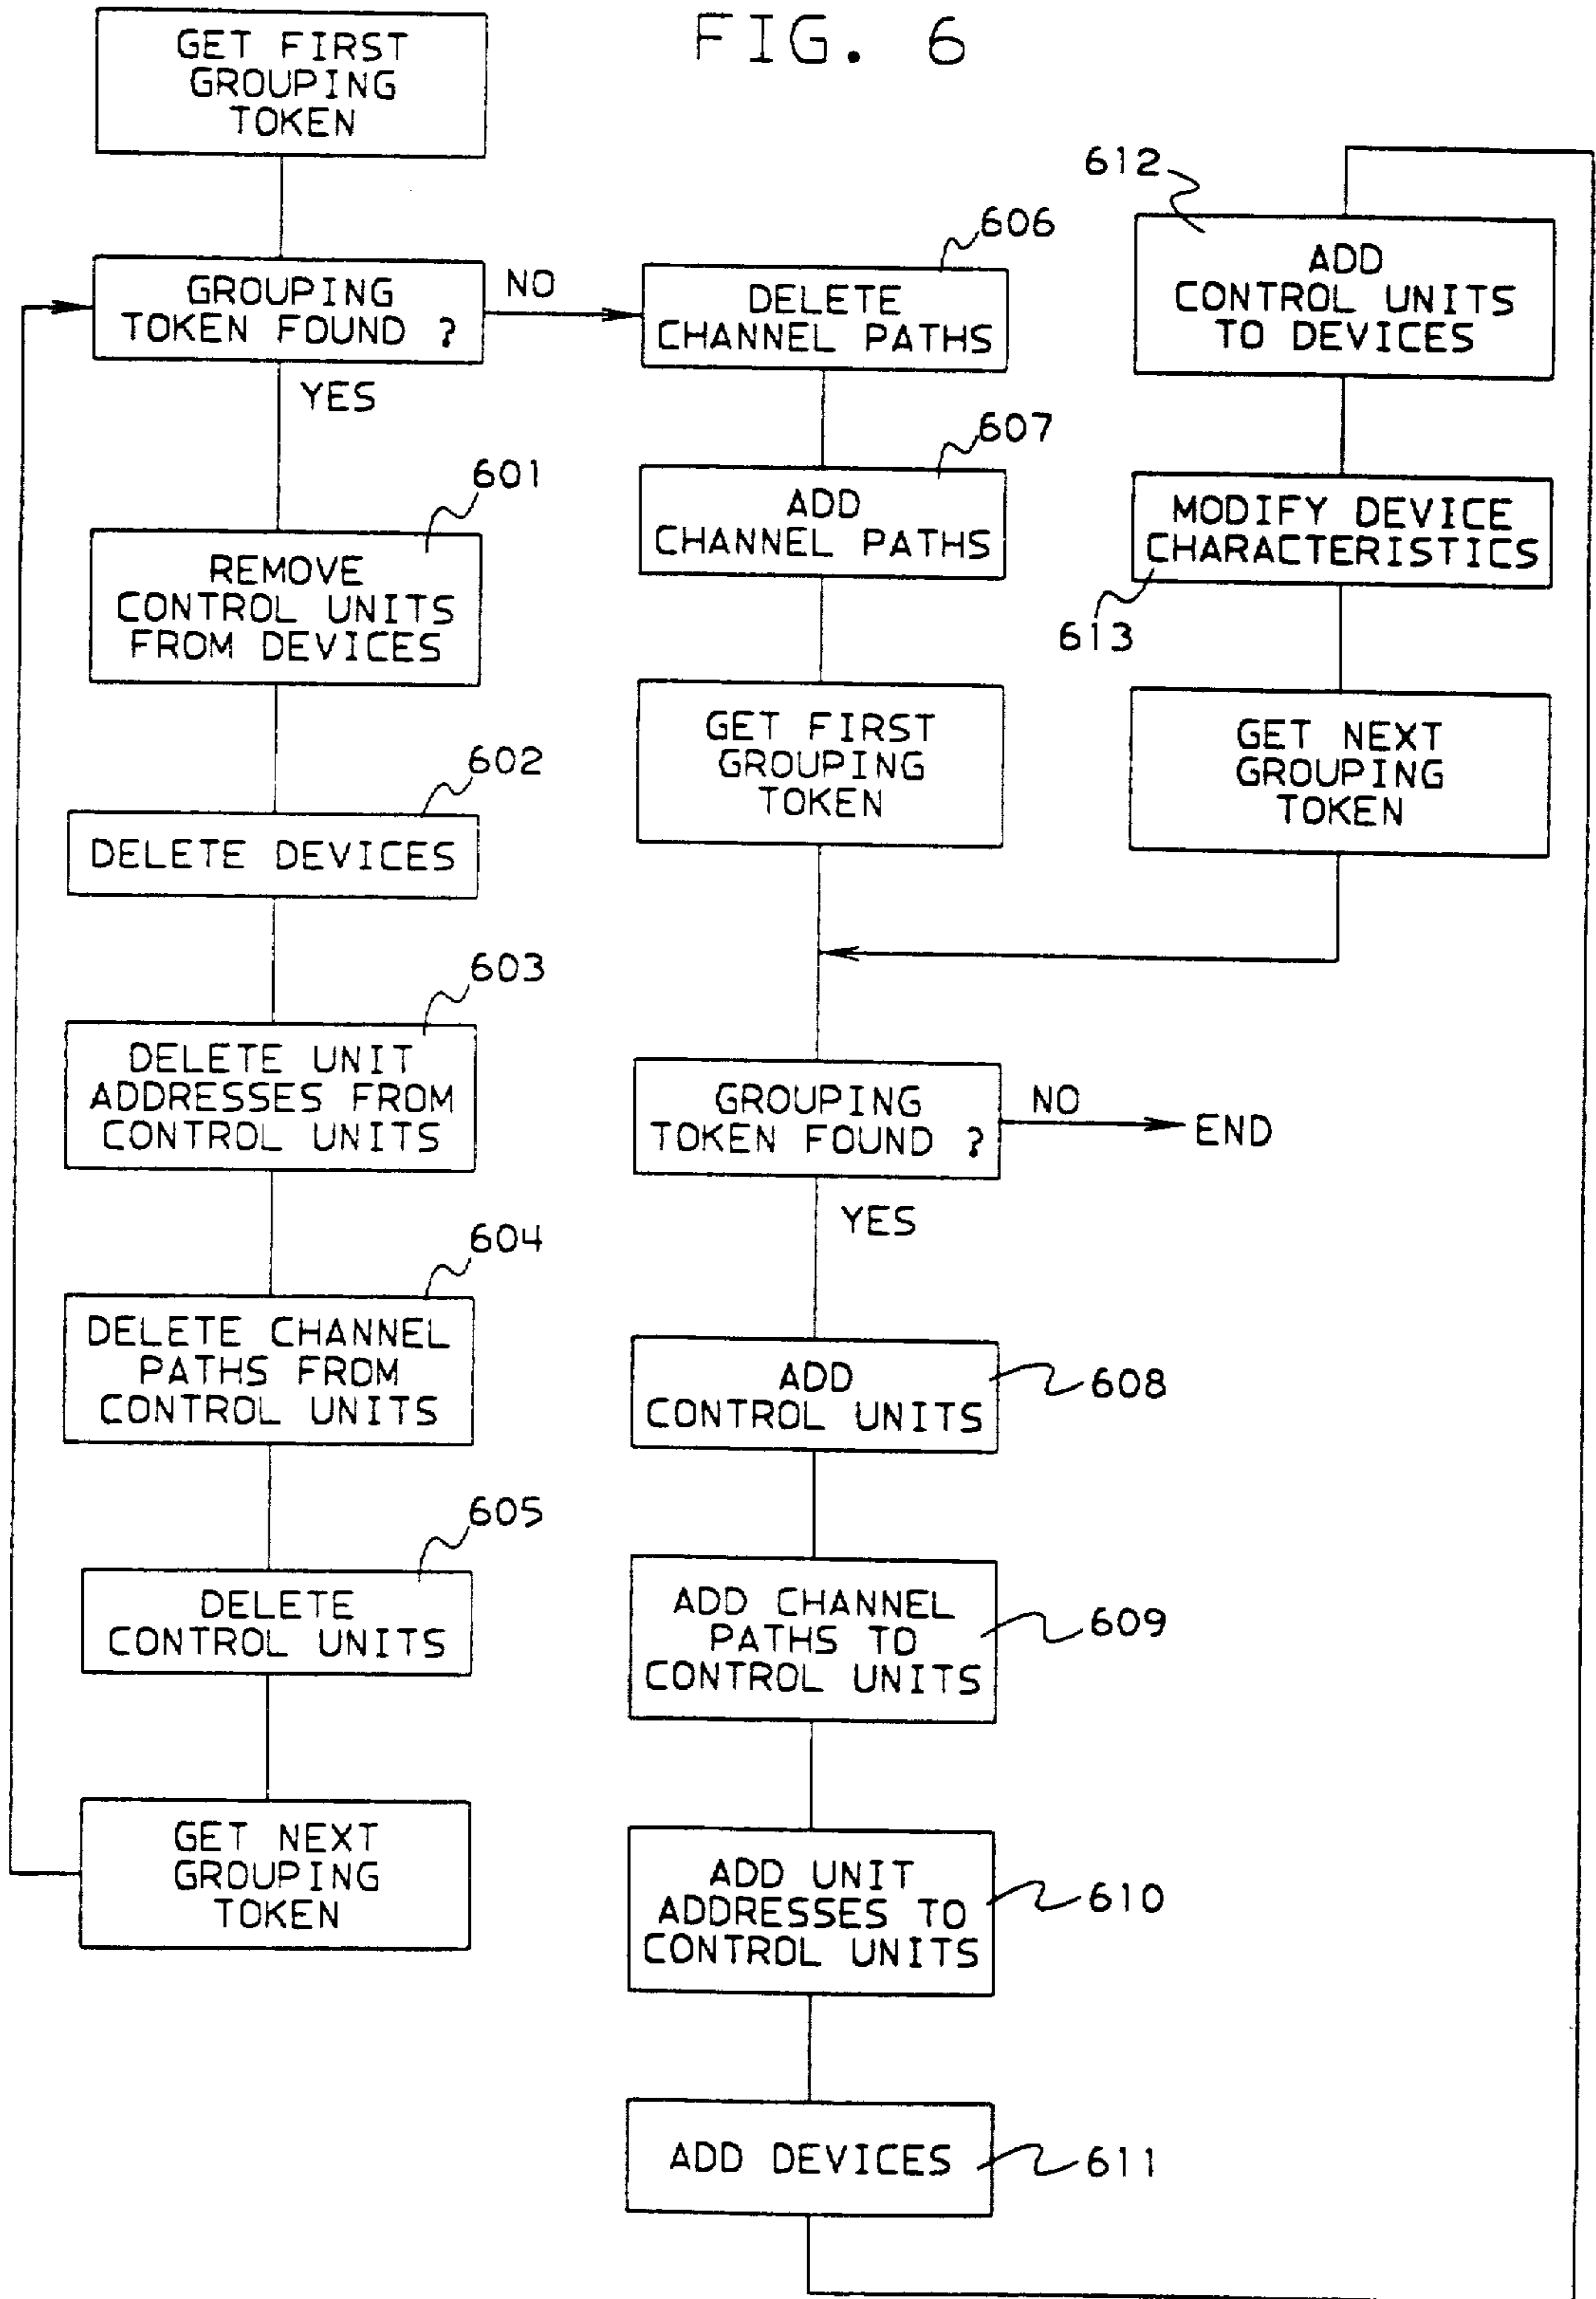 FIG. 6
GET FIRST
GROUPING
TOKEN
GROUPING
TOKEN FOUND ?
NO
YES
601
REMOVE
CONTROL UNITS
FROM DEVICES
602
DELETE DEVICES
603
DELETE UNIT
ADDRESSES FROM
CONTROL UNITS
604
DELETE CHANNEL
PATHS FROM
CONTROL UNITS
605
DELETE
CONTROL UNITS
GET NEXT
GROUPING
TOKEN
606
DELETE
CHANNEL PATHS
607
ADD
CHANNEL PATHS
GET FIRST
GROUPING
TOKEN
GROUPING
TOKEN FOUND ?
NO
END
YES
ADD
CONTROL UNITS
608
ADD CHANNEL
PATHS TO
CONTROL UNITS
609
ADD UNIT
ADDRESSES TO
CONTROL UNITS
610
ADD DEVICES
611
612
ADD
CONTROL UNITS
TO DEVICES
MODIFY DEVICE
CHARACTERISTICS
613
GET NEXT
GROUPING
TOKEN